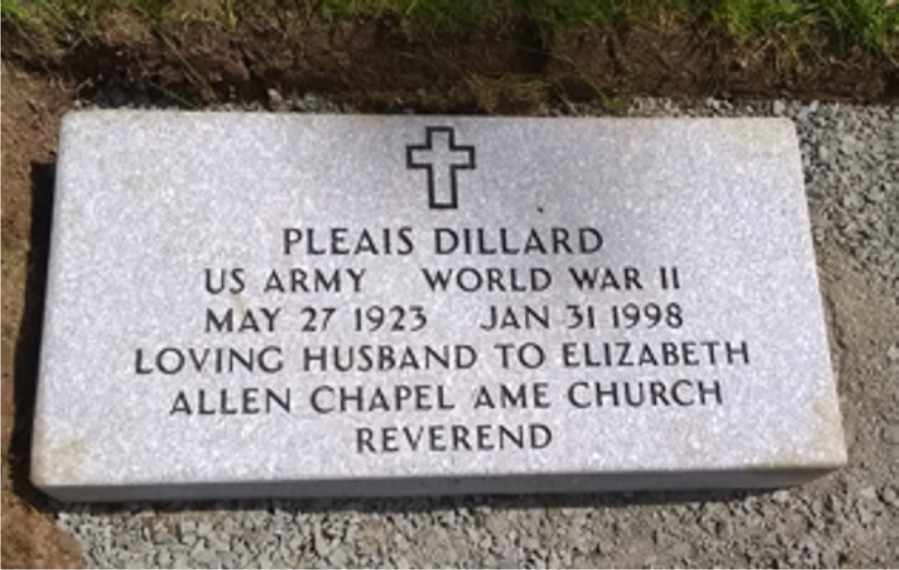 PLEAIS DILLARD
US ARMY WORLD WAR II
MAY 27 1923 JAN 31 1998
LOVING HUSBAND TO ELIZABETH
ALLEN CHAPEL AME CHURCH
REVEREND